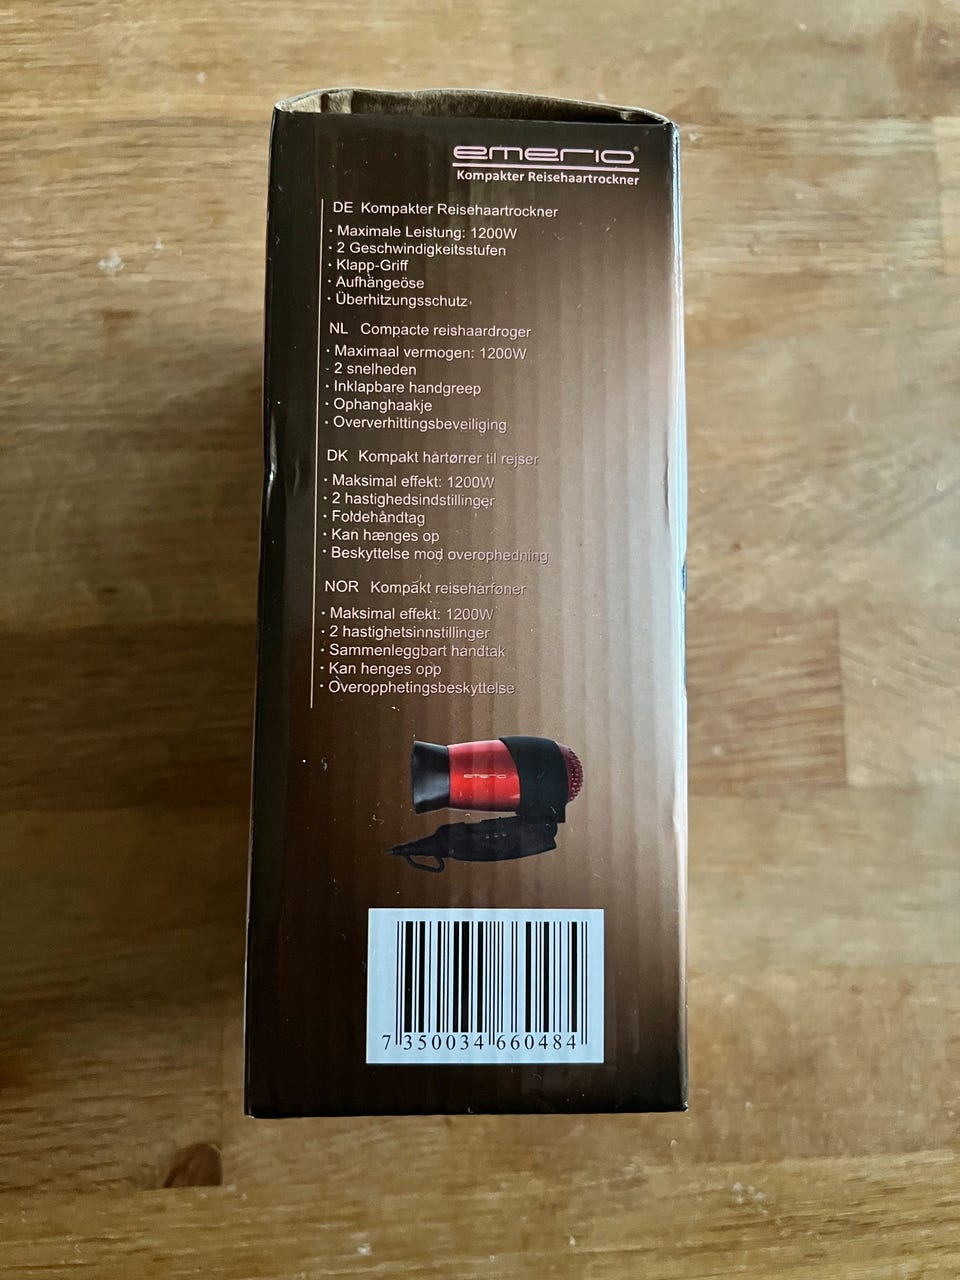 emerio®
Kompakter Reisehaartrockner
DE Kompakter Reisehaartrockner
· Maximale Leistung: 1200W
· 2 Geschwindigkeitsstufen
· Klapp-Griff
· Aufhängeöse
· Überhitzungsschutz
NL Compacte reishaardroger
· Maximaal vermogen: 1200W
· 2 snelheden
· Inklapbare handgreep
· Ophanghaakje
· Oververhittingsbeveiliging
DK Kompakt hårtørrer til rejser
· Maksimal effekt: 1200W
· 2 hastighedsindstillinger
· Foldehåndtag
· Kan hænges op
· Beskyttelse mod overophedning
NOR Kompakt reisehårføner
· Maksimal effekt: 1200W
· 2 hastighetsinnstillinger
· Sammenleggbart håndtak
· Kan henges opp
· Overopphetingsbeskyttelse
emerio
7 350034 660484